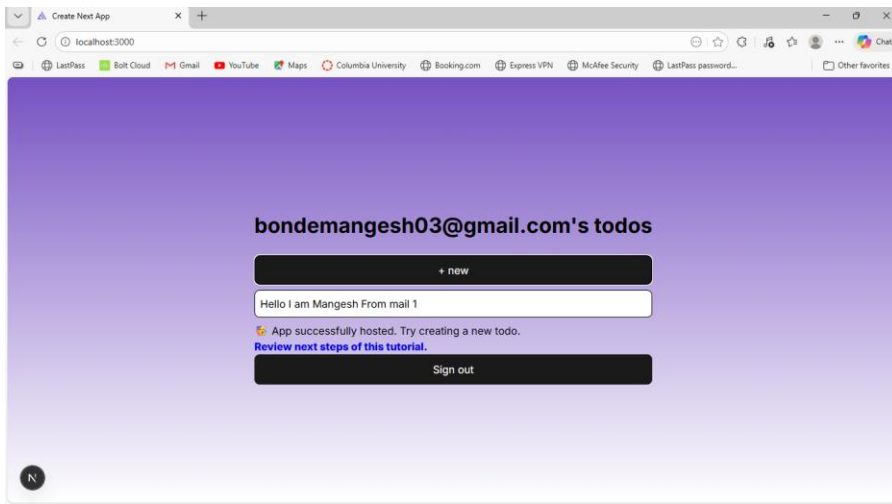 Create Next App
localhost:3000
Chat
LastPass Bolt Cloud Gmail YouTube Maps Columbia University Booking.com Express VPN McAfee Security LastPass password... Other favorites
bondemangesh03@gmail.com's todos
+ new
Hello I am Mangesh From mail 1
🥳 App successfully hosted. Try creating a new todo.
Review next steps of this tutorial.
Sign out
N